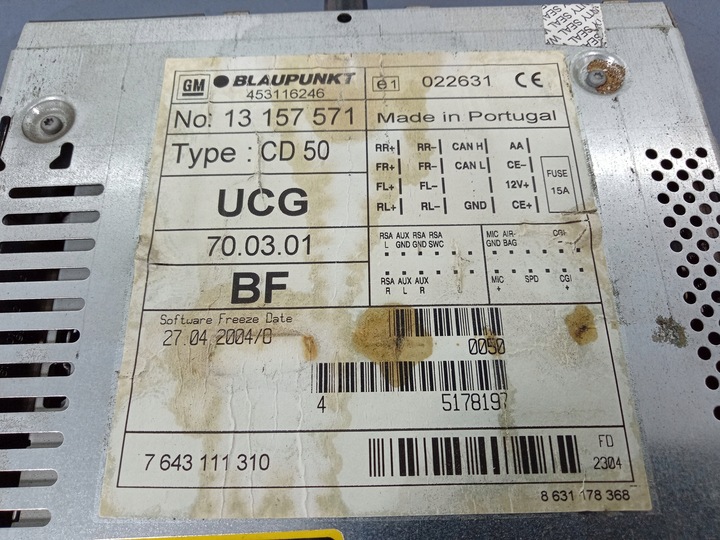 GM BLAUPUNKT
453116246
e1 022631 CE
No: 13 157 571
Made in Portugal
Type : CD 50
RR+ RR- CAN H AA
FR+ FR- CAN L CE-
FL+ FL- 12V+
RL+ RL- GND CE+
FUSE
15A
UCG
70.03.01
BF
RSA AUX RSA RSA
L GND GND SWC
RSA AUX AUX
R L R
MIC AIR- CGI
GND BAG -
MIC SPD CGI
+ +
Software Freeze Date
27.04 2004/0
0050
4 5178197
7 643 111 310
FD
2304
8 631 178 368